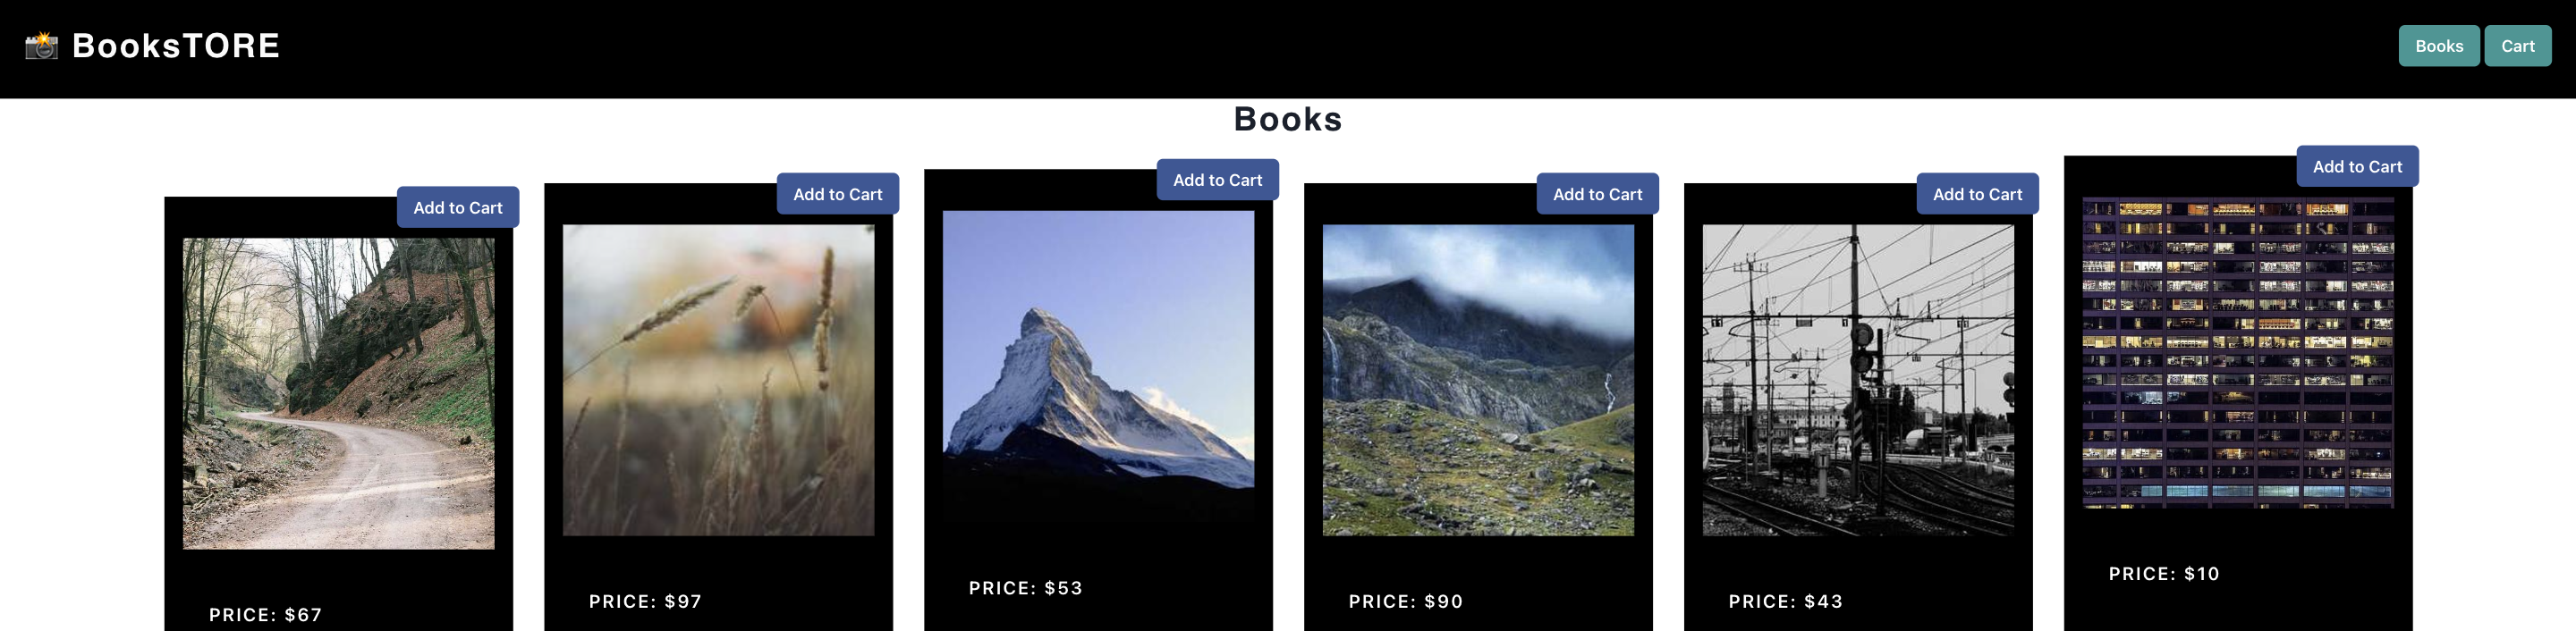 BooksTORE
Books Cart
Books
Add to Cart
PRICE: $67
Add to Cart
PRICE: $97
Add to Cart
PRICE: $53
Add to Cart
PRICE: $90
Add to Cart
PRICE: $43
Add to Cart
PRICE: $10